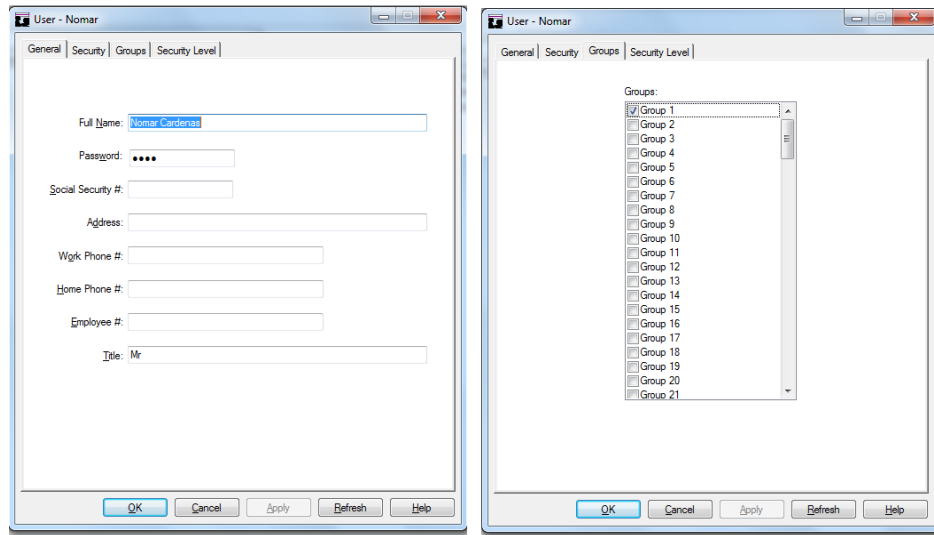 User - Nomar
General Security Groups Security Level
Full Name: Nomar Cardenas
Password: ••••
Social Security #:
Address:
Work Phone #:
Home Phone #:
Employee #:
Title: Mr
OK Cancel Apply Refresh Help
User - Nomar
General Security Groups Security Level
Groups:
Group 1
Group 2
Group 3
Group 4
Group 5
Group 6
Group 7
Group 8
Group 9
Group 10
Group 11
Group 12
Group 13
Group 14
Group 15
Group 16
Group 17
Group 18
Group 19
Group 20
Group 21
OK Cancel Apply Refresh Help